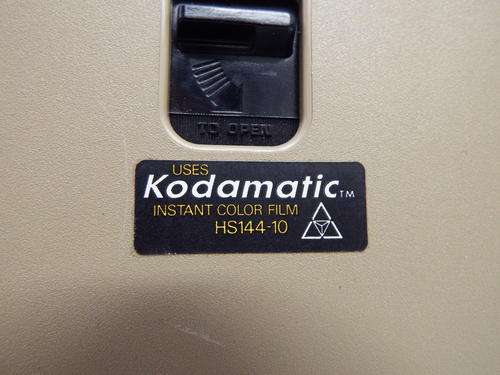 TO OPEN
USES
Kodamatic™
INSTANT COLOR FILM
HS144-10